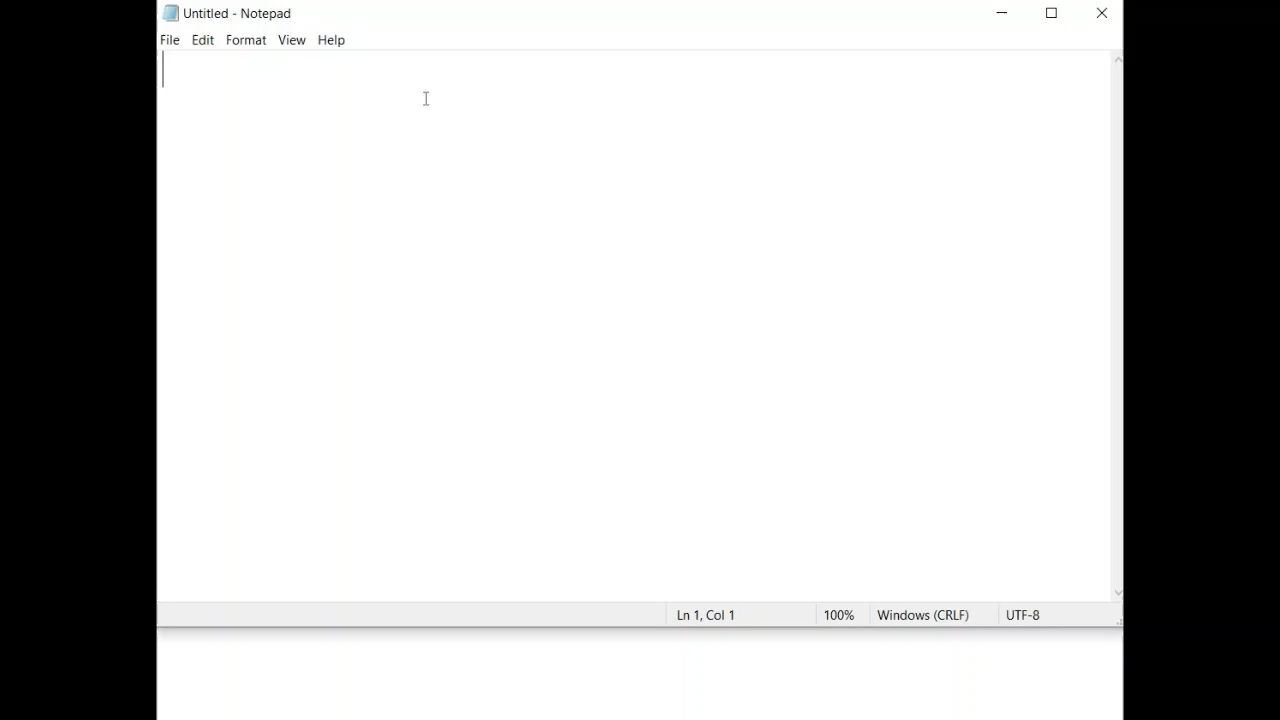 Untitled - Notepad
File Edit Format View Help
Ln 1, Col 1 100% Windows (CRLF) UTF-8